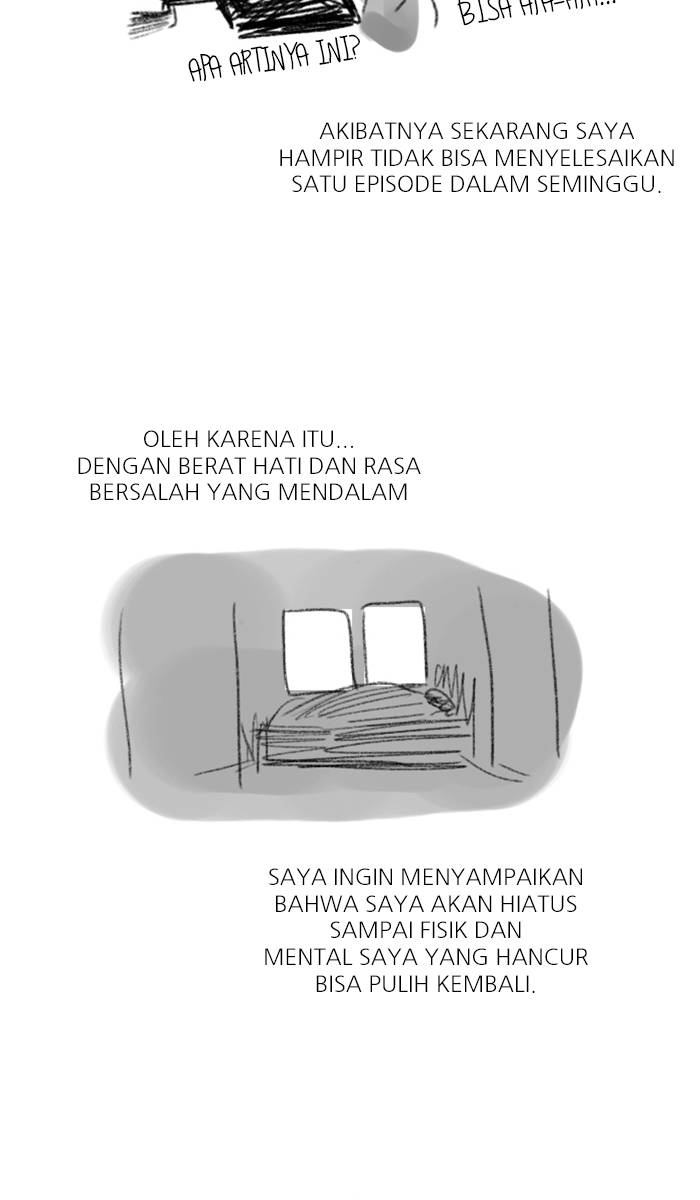 BISA
APA ARTINYA INI?
AKIBATNYA SEKARANG SAYA
HAMPIR TIDAK BISA MENYELESAIKAN
SATU EPISODE DALAM SEMINGGU.
OLEH KARENA ITU...
DENGAN BERAT HATI DAN RASA
BERSALAH YANG MENDALAM
SAYA INGIN MENYAMPAIKAN
BAHWA SAYA AKAN HIATUS
SAMPAI FISIK DAN
MENTAL SAYA YANG HANCUR
BISA PULIH KEMBALI.